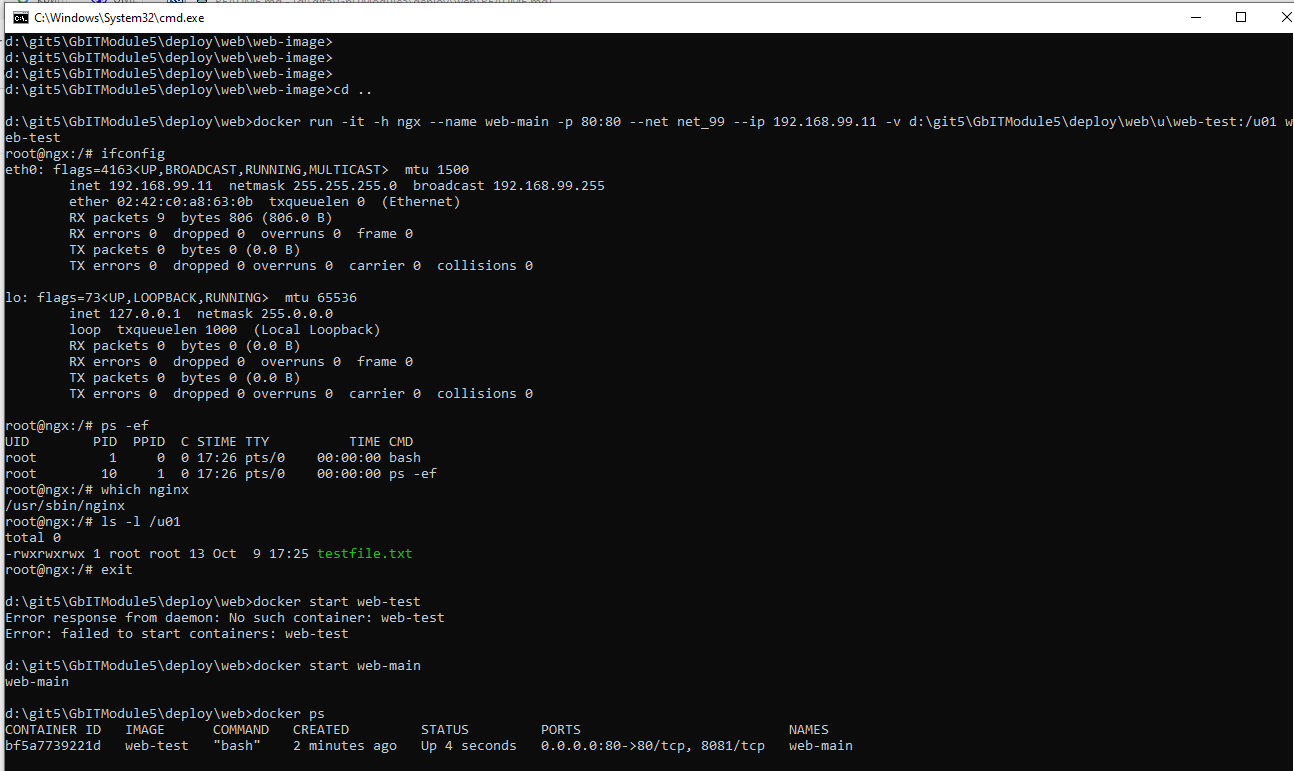 C:\Windows\System32\cmd.exe
d:\git5\GbITModule5\deploy\web\web-image>
d:\git5\GbITModule5\deploy\web\web-image>
d:\git5\GbITModule5\deploy\web\web-image>
d:\git5\GbITModule5\deploy\web\web-image>cd ..
d:\git5\GbITModule5\deploy\web>docker run -it -h ngx --name web-main -p 80:80 --net net_99 --ip 192.168.99.11 -v d:\git5\GbITModule5\deploy\web\u\web-test:/u01 w
eb-test
root@ngx:/# ifconfig
eth0: flags=4163<UP,BROADCAST,RUNNING,MULTICAST>  mtu 1500
        inet 192.168.99.11  netmask 255.255.255.0  broadcast 192.168.99.255
        ether 02:42:c0:a8:63:0b  txqueuelen 0  (Ethernet)
        RX packets 9  bytes 806 (806.0 B)
        RX errors 0  dropped 0  overruns 0  frame 0
        TX packets 0  bytes 0 (0.0 B)
        TX errors 0  dropped 0 overruns 0  carrier 0  collisions 0
lo: flags=73<UP,LOOPBACK,RUNNING>  mtu 65536
        inet 127.0.0.1  netmask 255.0.0.0
        loop  txqueuelen 1000  (Local Loopback)
        RX packets 0  bytes 0 (0.0 B)
        RX errors 0  dropped 0  overruns 0  frame 0
        TX packets 0  bytes 0 (0.0 B)
        TX errors 0  dropped 0 overruns 0  carrier 0  collisions 0
root@ngx:/# ps -ef
UID        PID  PPID  C STIME TTY          TIME CMD
root         1     0  0 17:26 pts/0    00:00:00 bash
root        10     1  0 17:26 pts/0    00:00:00 ps -ef
root@ngx:/# which nginx
/usr/sbin/nginx
root@ngx:/# ls -l /u01
total 0
-rwxrwxrwx 1 root root 13 Oct  9 17:25 testfile.txt
root@ngx:/# exit
d:\git5\GbITModule5\deploy\web>docker start web-test
Error response from daemon: No such container: web-test
Error: failed to start containers: web-test
d:\git5\GbITModule5\deploy\web>docker start web-main
web-main
d:\git5\GbITModule5\deploy\web>docker ps
CONTAINER ID   IMAGE      COMMAND   CREATED         STATUS         PORTS                          NAMES
bf5a7739221d   web-test   "bash"    2 minutes ago   Up 4 seconds   0.0.0.0:80->80/tcp, 8081/tcp   web-main